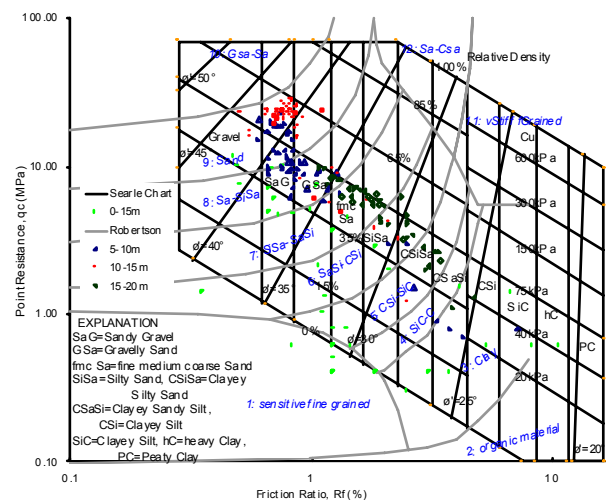 100.00
10.00
1.00
0.10
Point Resistance, qc (MPa)
0.1
1
10
Friction Ratio, Rf (%)
10: Gsa-Sa
12: Sa-Csa
Relative Density
100%
ø'=50°
85%
11: vStiff fGrained
Cu
Gravel
ø'=45
65%
600kPa
9: Sand
SaG
GSa
8: Sa-SiSa
fmc
Sa
300kPa
35%
SiSa
7: SiSa-SaSi
150kPa
ø'=40°
CSiSa
6: SaSi-CSi
CSaSi
CSi
75kPa
ø'=35
15%
5 CSi-SiC
SiC
hC
0%
4 SiC-C
40kPa
ø'=30
3: Clay
PC
20kPa
ø'=25°
1: sensitive fine grained
2: organic material
ø'=20°
Searle Chart
0-15m
Robertson
5-10m
10-15 m
15-20 m
EXPLANATION
SaG=Sandy Gravel
GSa=Gravelly Sand
fmc Sa=fine medium coarse Sand
SiSa=Silty Sand, CSiSa=Clayey
Silty Sand
CSaSi=Clayey Sandy Silt,
CSi=Clayey Silt
SiC=Clayey Silt, hC=heavy Clay,
PC=Peaty Clay